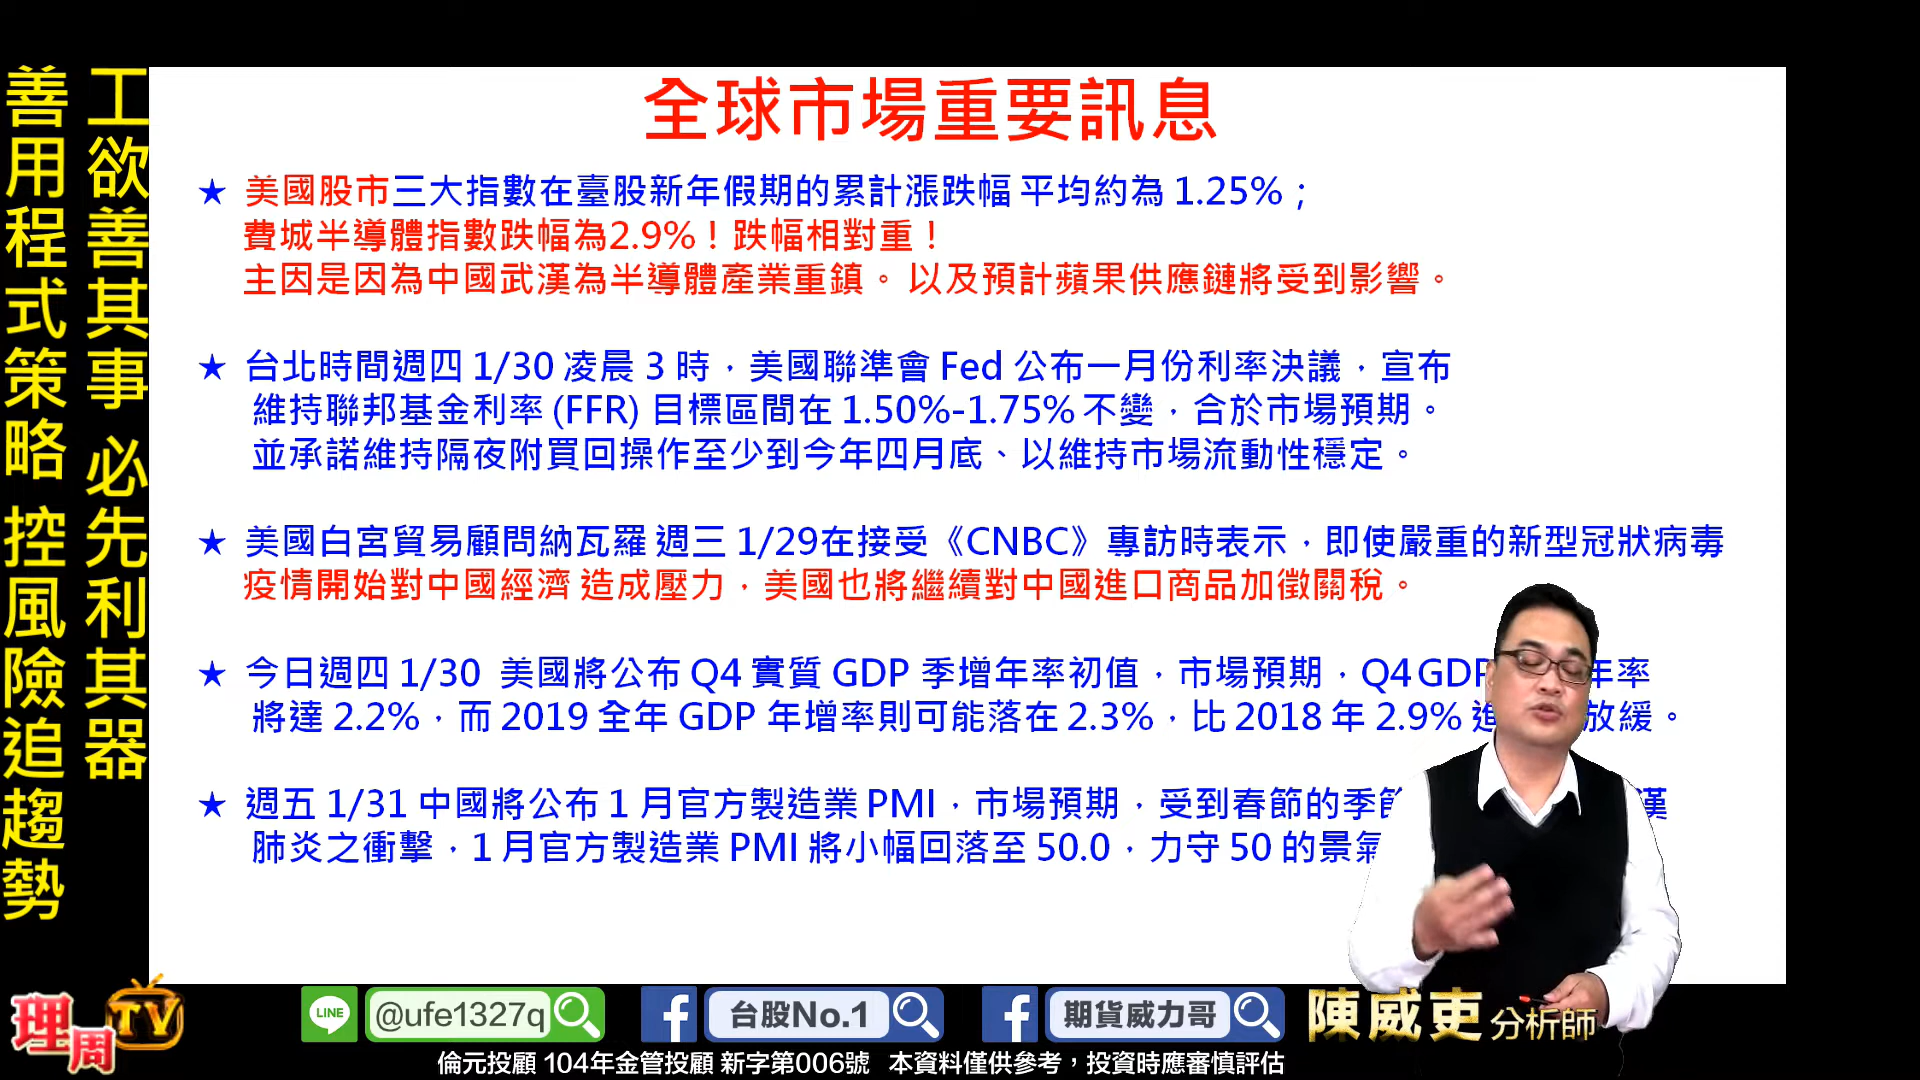 工欲善其事 必先利其器
善用程式策略 控風險追趨勢
全球市場重要訊息
★ 美國股市三大指數在臺股新年假期的累計漲跌幅 平均約為 1.25%；
費城半導體指數跌幅為2.9%！跌幅相對重！
主因是因為中國武漢為半導體產業重鎮。 以及預計蘋果供應鏈將受到影響。
★ 台北時間週四 1/30 凌晨 3 時，美國聯準會 Fed 公布一月份利率決議，宣布
維持聯邦基金利率 (FFR) 目標區間在 1.50%-1.75% 不變，合於市場預期。
並承諾維持隔夜附買回操作至少到今年四月底、以維持市場流動性穩定。
★ 美國白宮貿易顧問納瓦羅 週三 1/29在接受《CNBC》專訪時表示，即使嚴重的新型冠狀病毒
疫情開始對中國經濟 造成壓力，美國也將繼續對中國進口商品加徵關稅。
★ 今日週四 1/30 美國將公布 Q4 實質 GDP 季增年率初值，市場預期，Q4 GDP 年率
將達 2.2%，而 2019 全年 GDP 年增率則可能落在 2.3%，比 2018 年 2.9% 進 放緩。
★ 週五 1/31 中國將公布 1 月官方製造業 PMI，市場預期，受到春節的季節 漢
肺炎之衝擊，1 月官方製造業 PMI 將小幅回落至 50.0，力守 50 的景氣
理周TV
LINE @ufe1327q
f 台股No.1
f 期貨威力哥
陳威吏 分析師
倫元投顧 104年金管投顧 新字第006號 本資料僅供參考，投資時應審慎評估